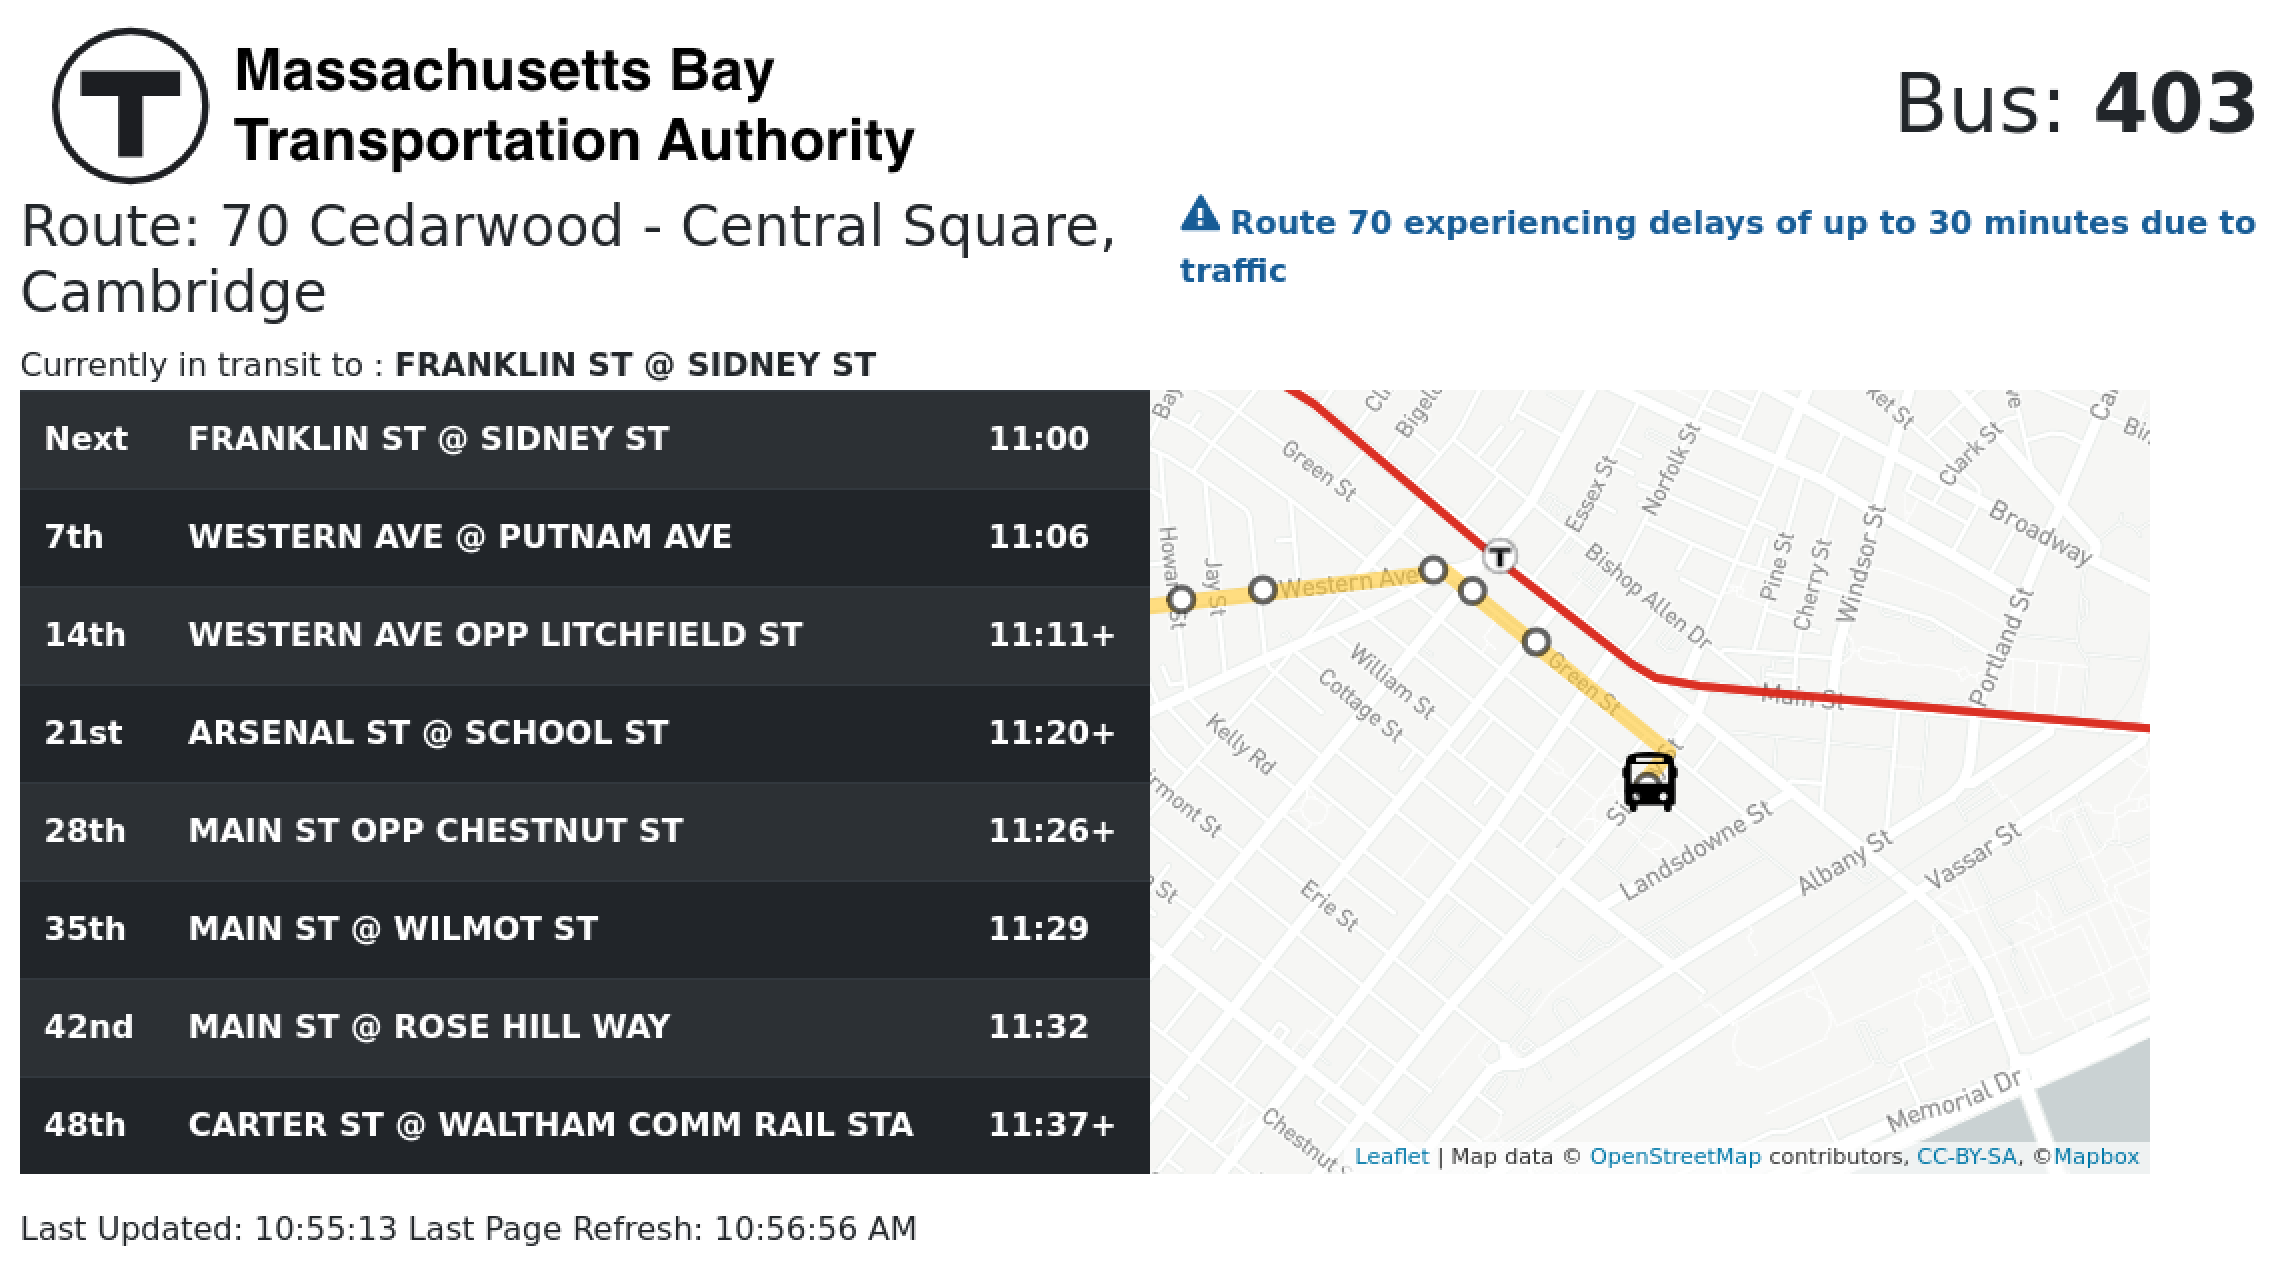 T Massachusetts Bay
Transportation Authority
Bus: 403
Route: 70 Cedarwood - Central Square,
Cambridge
Route 70 experiencing delays of up to 30 minutes due to
traffic
Currently in transit to : FRANKLIN ST @ SIDNEY ST
Next FRANKLIN ST @ SIDNEY ST 11:00
7th WESTERN AVE @ PUTNAM AVE 11:06
14th WESTERN AVE OPP LITCHFIELD ST 11:11+
21st ARSENAL ST @ SCHOOL ST 11:20+
28th MAIN ST OPP CHESTNUT ST 11:26+
35th MAIN ST @ WILMOT ST 11:29
42nd MAIN ST @ ROSE HILL WAY 11:32
48th CARTER ST @ WALTHAM COMM RAIL STA 11:37+
Bay
Green St
Essex St
Norfolk St
Clark St
Broadway
Jay St
Western Ave
T
Bishop Allen Dr
Pine St
Cherry St
Windsor St
Portland St
William St
Cottage St
Green St
Main St
Kelly Rd
Landsdowne St
Albany St
Vassar St
Erie St
Memorial Dr
Chestnut S
Leaflet | Map data © OpenStreetMap contributors, CC-BY-SA, ©Mapbox
Last Updated: 10:55:13 Last Page Refresh: 10:56:56 AM